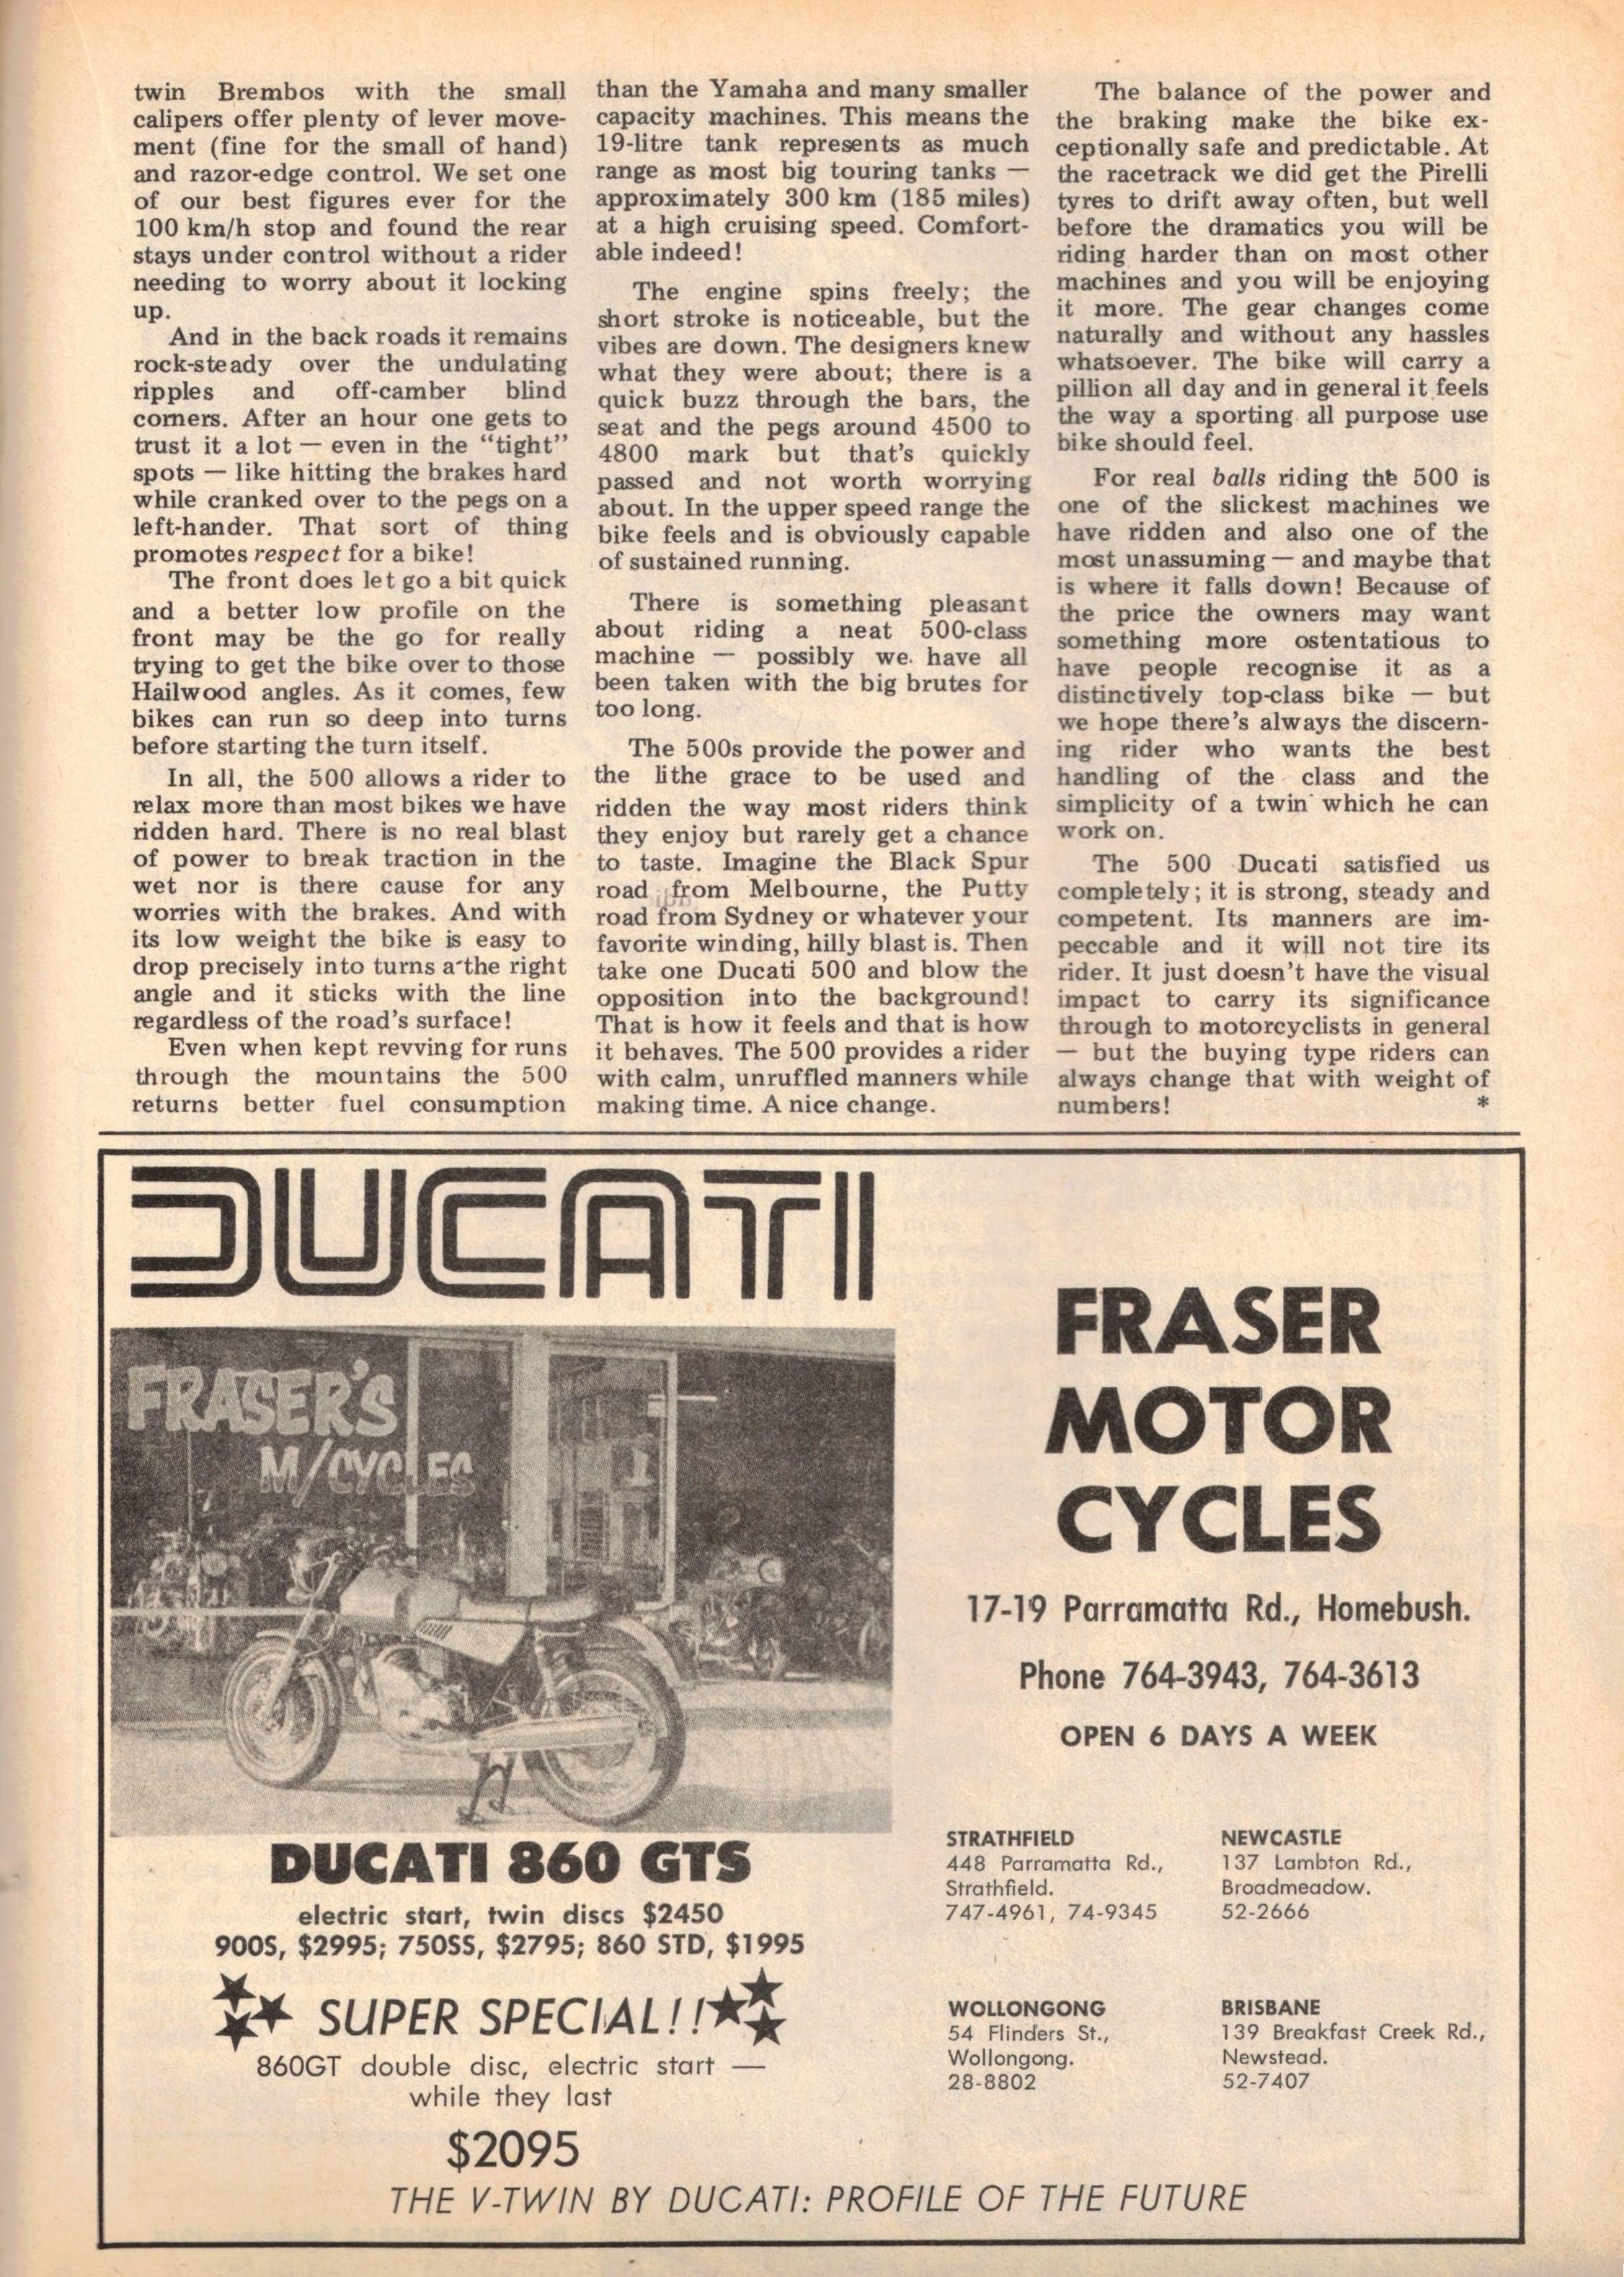 twin Brembos with the small
calipers offer plenty of lever move-
ment (fine for the small of hand)
and razor-edge control. We set one
of our best figures ever for the
100 km/h stop and found the rear
stays under control without a rider
needing to worry about it locking
up.
And in the back roads it remains
rock-steady over the undulating
ripples and off-camber blind
corners. After an hour one gets to
trust it a lot — even in the “tight”
spots — like hitting the brakes hard
while cranked over to the pegs on a
left-hander. That sort of thing
promotes respect for a bike!
The front does let go a bit quick
and a better low profile on the
front may be the go for really
trying to get the bike over to those
Hailwood angles. As it comes, few
bikes can run so deep into turns
before starting the turn itself.
In all, the 500 allows a rider to
relax more than most bikes we have
ridden hard. There is no real blast
of power to break traction in the
wet nor is there cause for any
worries with the brakes. And with
its low weight the bike is easy to
drop precisely into turns a the right
angle and it sticks with the line
regardless of the road's surface!
Even when kept revving for runs
through the mountains the 500
returns better fuel consumption
than the Yamaha and many smaller
capacity machines. This means the
19-litre tank represents as much
range as most big touring tanks —
approximately 300 km (185 miles)
at a high cruising speed. Comfort-
able indeed!
The engine spins freely; the
short stroke is noticeable, but the
vibes are down. The designers knew
what they were about; there is a
quick buzz through the bars, the
seat and the pegs around 4500 to
4800 mark but that's quickly
passed and not worth worrying
about. In the upper speed range the
bike feels and is obviously capable
of sustained running.
There is something pleasant
about riding a neat 500-class
machine — possibly we have all
been taken with the big brutes for
too long.
The 500s provide the power and
the lithe grace to be used and
ridden the way most riders think
they enjoy but rarely get a chance
to taste. Imagine the Black Spur
road from Melbourne, the Putty
road from Sydney or whatever your
favorite winding, hilly blast is. Then
take one Ducati 500 and blow the
opposition into the background!
That is how it feels and that is how
it behaves. The 500 provides a rider
with calm, unruffled manners while
making time. A nice change.
The balance of the power and
the braking make the bike ex-
ceptionally safe and predictable. At
the racetrack we did get the Pirelli
tyres to drift away often, but well
before the dramatics you will be
riding harder than on most other
machines and you will be enjoying
it more. The gear changes come
naturally and without any hassles
whatsoever. The bike will carry a
pillion all day and in general it feels
the way a sporting all purpose use
bike should feel.
For real balls riding the 500 is
one of the slickest machines we
have ridden and also one of the
most unassuming — and maybe that
is where it falls down! Because of
the price the owners may want
something more ostentatious to
have people recognise it as a
distinctively top-class bike — but
we hope there's always the discern-
ing rider who wants the best
handling of the class and the
simplicity of a twin which he can
work on.
The 500 Ducati satisfied us
completely; it is strong, steady and
competent. Its manners are im-
peccable and it will not tire its
rider. It just doesn't have the visual
impact to carry its significance
through to motorcyclists in general
— but the buying type riders can
always change that with weight of
numbers! *
DUCATI
FRASER'S
M/CYCLES
DUCATI 860 GTS
electric start, twin discs $2450
900S, $2995; 750SS, $2795; 860 STD, $1995
SUPER SPECIAL!!
860GT double disc, electric start —
while they last
$2095
FRASER
MOTOR
CYCLES
17-19 Parramatta Rd., Homebush.
Phone 764-3943, 764-3613
OPEN 6 DAYS A WEEK
STRATHFIELD
448 Parramatta Rd.,
Strathfield.
747-4961, 74-9345
NEWCASTLE
137 Lambton Rd.,
Broadmeadow.
52-2666
WOLLONGONG
54 Flinders St.,
Wollongong.
28-8802
BRISBANE
139 Breakfast Creek Rd.,
Newstead.
52-7407
THE V-TWIN BY DUCATI: PROFILE OF THE FUTURE